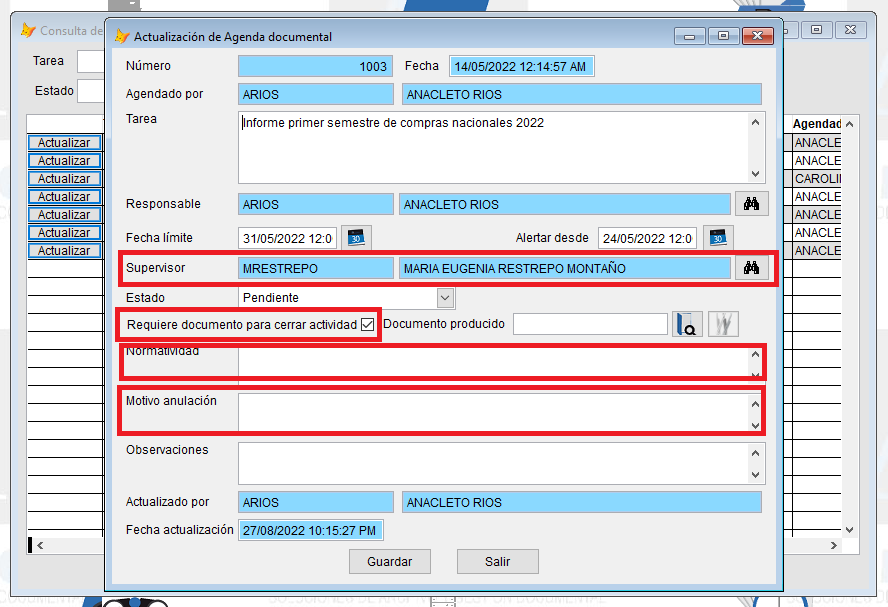 Consulta de
Actualización de Agenda documental
Tarea
Estado
Número 1003 Fecha 14/05/2022 12:14:57 AM
Agendado por ARIOS ANACLETO RIOS
Tarea Informe primer semestre de compras nacionales 2022
Responsable ARIOS ANACLETO RIOS
Fecha límite 31/05/2022 12:0 30 Alertar desde 24/05/2022 12:0 30
Supervisor MRESTREPO MARIA EUGENIA RESTREPO MONTAÑO
Estado Pendiente
Requiere documento para cerrar actividad Documento producido
Normatividad
Motivo anulación
Observaciones
Actualizado por ARIOS ANACLETO RIOS
Fecha actualización 27/08/2022 10:15:27 PM
Guardar Salir
Actualizar
Actualizar
Actualizar
Actualizar
Actualizar
Actualizar
Actualizar
Agendad
ANACLE
ANACLE
CAROLI
ANACLE
ANACLE
ANACLE
ANACLE